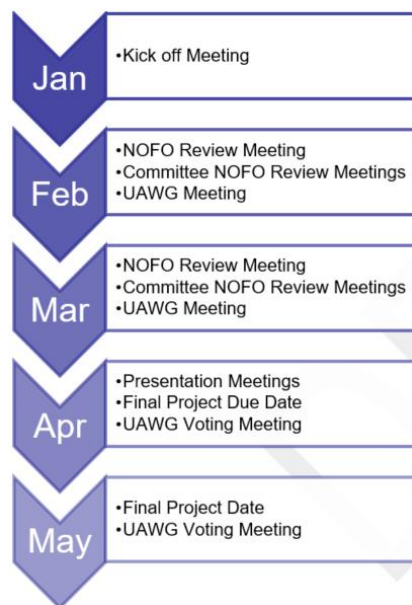 Jan
•Kick off Meeting
Feb
•NOFO Review Meeting
•Committee NOFO Review Meetings
•UAWG Meeting
Mar
•NOFO Review Meeting
•Committee NOFO Review Meetings
•UAWG Meeting
Apr
•Presentation Meetings
•Final Project Due Date
•UAWG Voting Meeting
May
•Final Project Date
•UAWG Voting Meeting